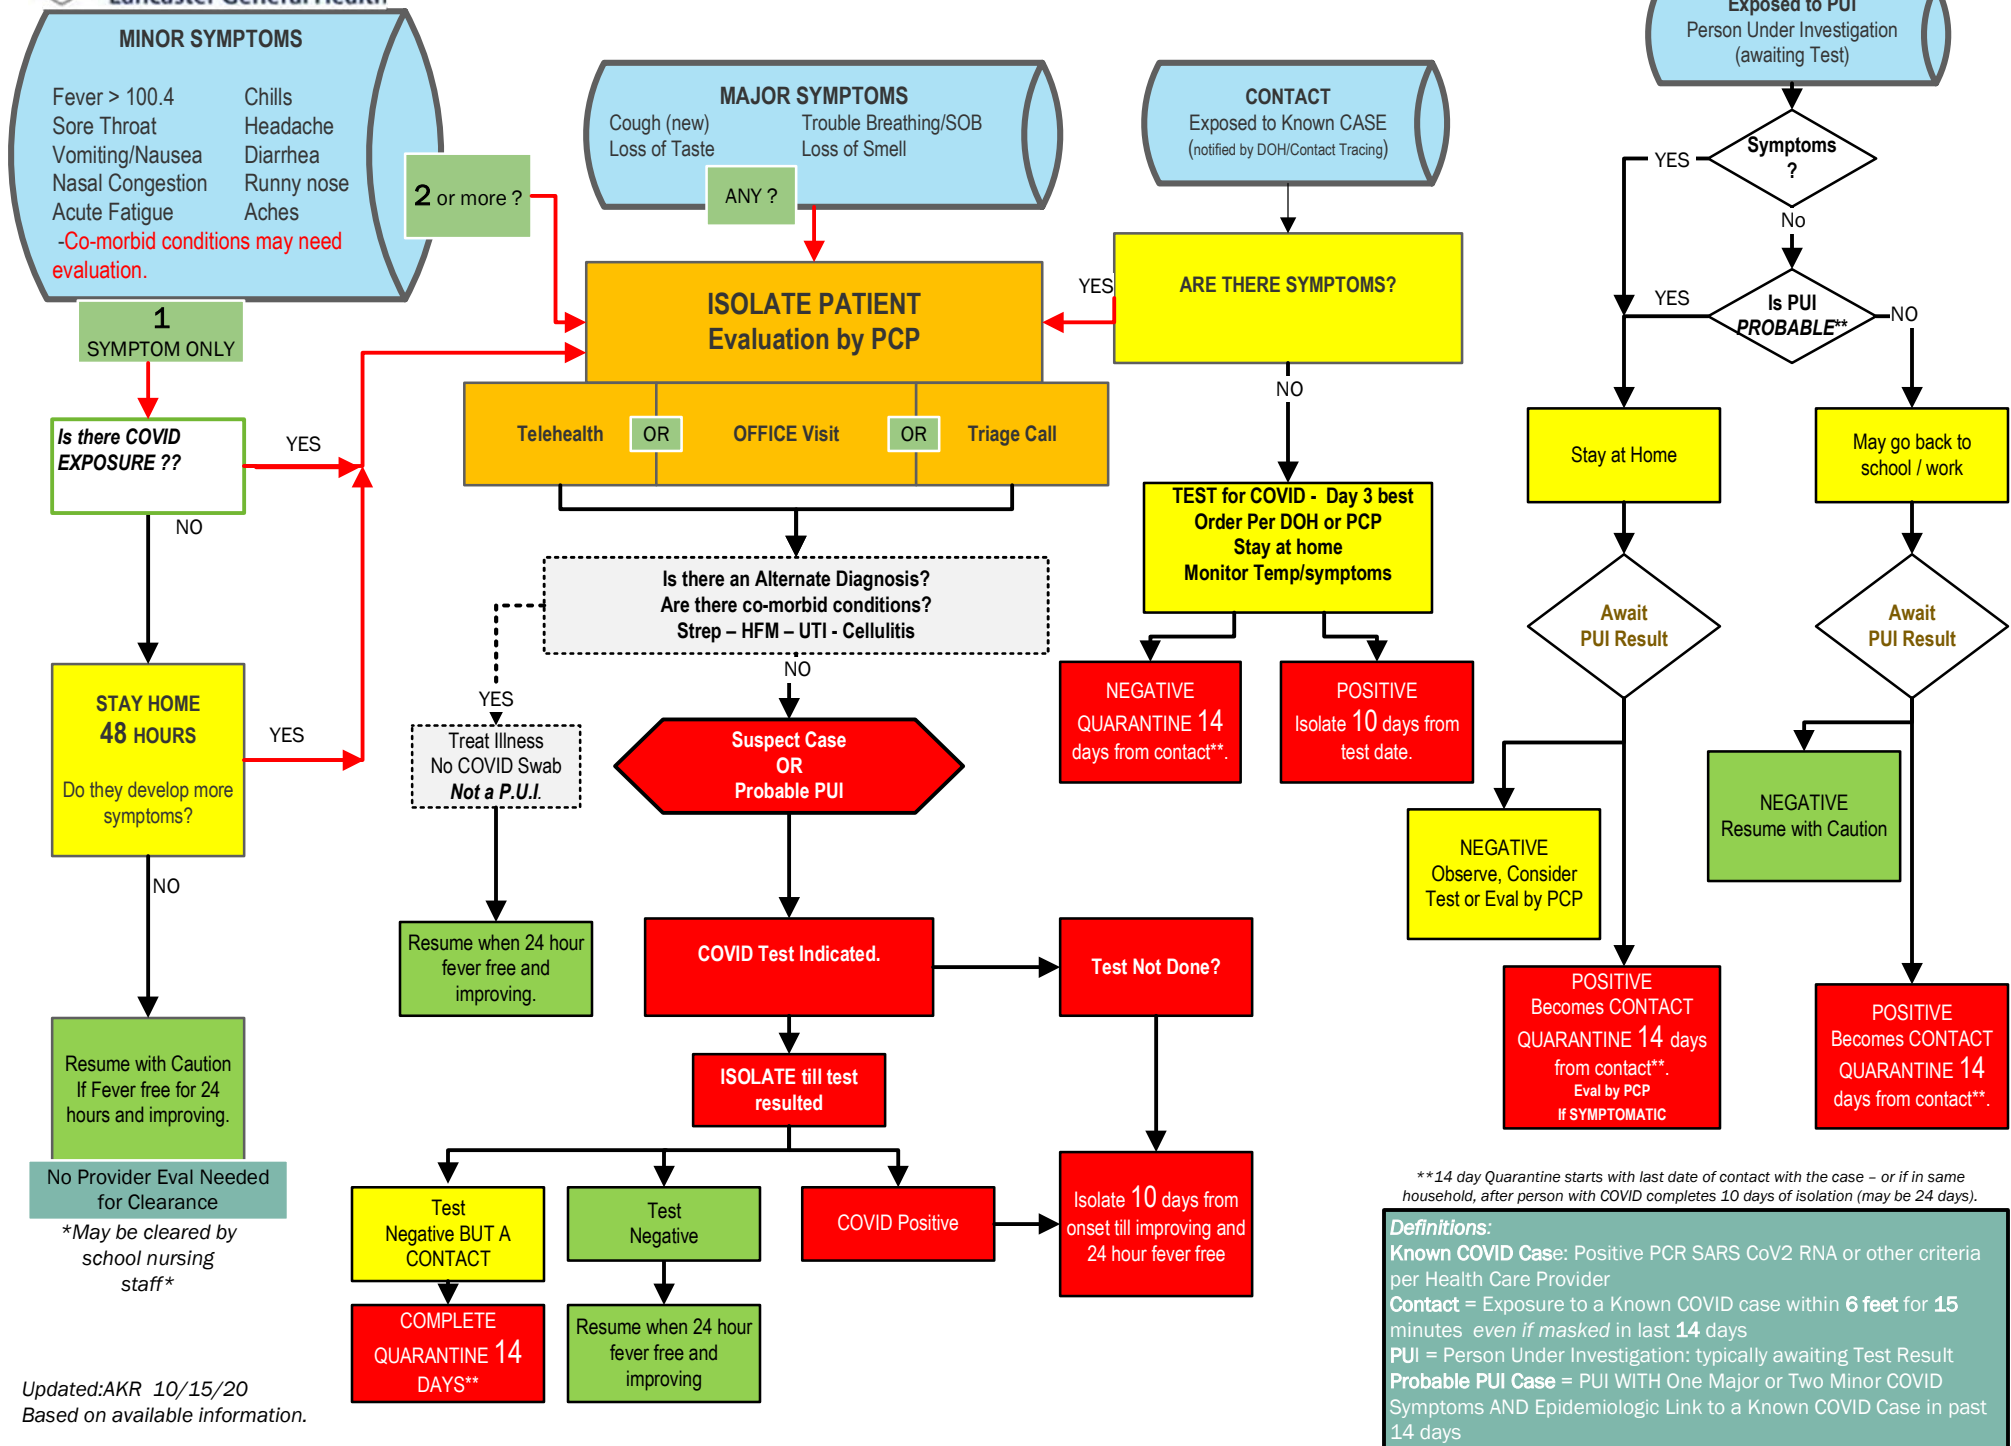 Lancaster General Health
MINOR SYMPTOMS
Fever > 100.4 Chills
Sore Throat Headache
Vomiting/Nausea Diarrhea
Nasal Congestion Runny nose
Acute Fatigue Aches
-Co-morbid conditions may need
evaluation.
2 or more ?
1
SYMPTOM ONLY
Is there COVID
EXPOSURE ??
YES
NO
STAY HOME
48 HOURS
Do they develop more
symptoms?
YES
NO
Resume with Caution
If Fever free for 24
hours and improving.
No Provider Eval Needed
for Clearance
*May be cleared by
school nursing
staff*
Updated:AKR 10/15/20
Based on available information.
MAJOR SYMPTOMS
Cough (new) Trouble Breathing/SOB
Loss of Taste Loss of Smell
ANY ?
ISOLATE PATIENT
Evaluation by PCP
Telehealth OR OFFICE Visit OR Triage Call
Is there an Alternate Diagnosis?
Are there co-morbid conditions?
Strep – HFM – UTI - Cellulitis
YES
NO
Treat Illness
No COVID Swab
Not a P.U.I.
Resume when 24 hour
fever free and
improving.
Suspect Case
OR
Probable PUI
COVID Test Indicated.
Test Not Done?
ISOLATE till test
resulted
Test
Negative BUT A
CONTACT
COMPLETE
QUARANTINE 14
DAYS**
Test
Negative
Resume when 24 hour
fever free and
improving
COVID Positive
Isolate 10 days from
onset till improving and
24 hour fever free
CONTACT
Exposed to Known CASE
(notified by DOH/Contact Tracing)
ARE THERE SYMPTOMS?
YES
NO
TEST for COVID - Day 3 best
Order Per DOH or PCP
Stay at home
Monitor Temp/symptoms
NEGATIVE
QUARANTINE 14
days from contact**.
POSITIVE
Isolate 10 days from
test date.
Exposed to PUI
Person Under Investigation
(awaiting Test)
Symptoms
?
YES
No
Is PUI
PROBABLE**
YES
NO
Stay at Home
May go back to
school / work
Await
PUI Result
Await
PUI Result
NEGATIVE
Observe, Consider
Test or Eval by PCP
NEGATIVE
Resume with Caution
POSITIVE
Becomes CONTACT
QUARANTINE 14 days
from contact**.
Eval by PCP
If SYMPTOMATIC
POSITIVE
Becomes CONTACT
QUARANTINE 14
days from contact**.
**14 day Quarantine starts with last date of contact with the case – or if in same
household, after person with COVID completes 10 days of isolation (may be 24 days).
Definitions:
Known COVID Case: Positive PCR SARS CoV2 RNA or other criteria
per Health Care Provider
Contact = Exposure to a Known COVID case within 6 feet for 15
minutes even if masked in last 14 days
PUI = Person Under Investigation: typically awaiting Test Result
Probable PUI Case = PUI WITH One Major or Two Minor COVID
Symptoms AND Epidemiologic Link to a Known COVID Case in past
14 days